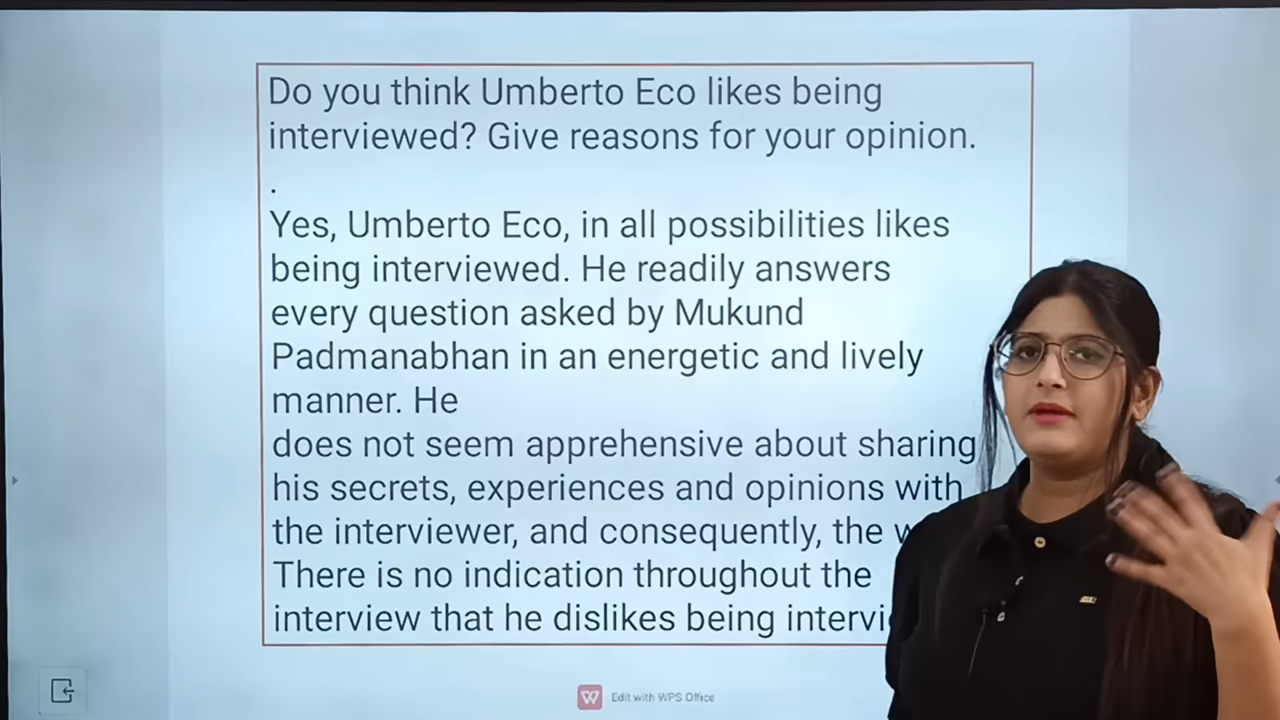 Do you think Umberto Eco likes being
interviewed? Give reasons for your opinion.
.
Yes, Umberto Eco, in all possibilities likes
being interviewed. He readily answers
every question asked by Mukund
Padmanabhan in an energetic and lively
manner. He
does not seem apprehensive about sharing
his secrets, experiences and opinions with
the interviewer, and consequently, the
There is no indication throughout the
interview that he dislikes being
Edit with WPS Office